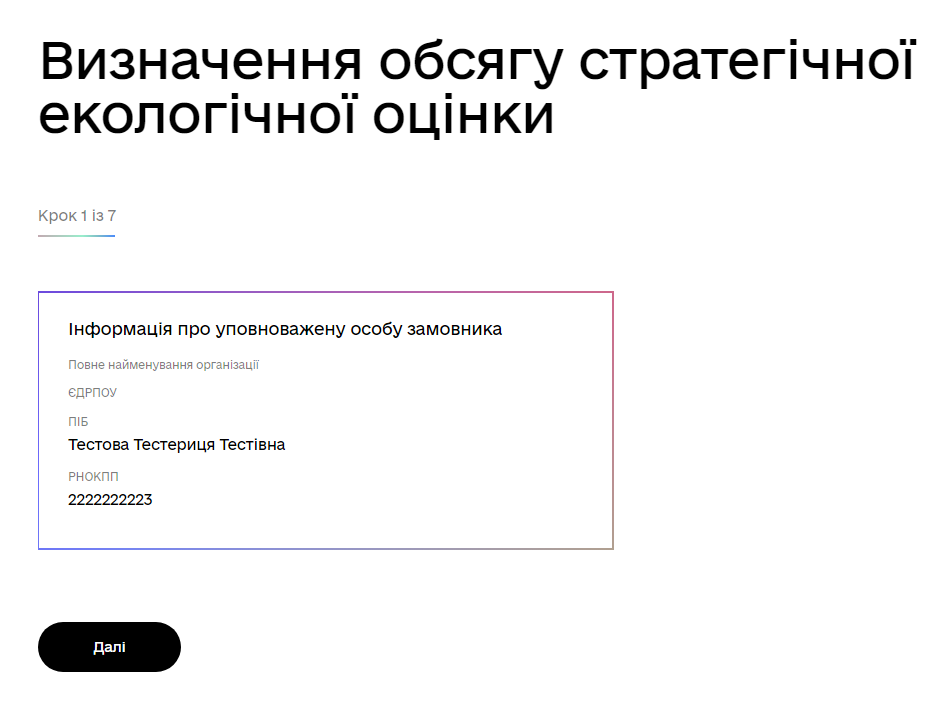 Визначення обсягу стратегічної
екологічної оцінки
Крок 1 із 7
Інформація про уповноважену особу замовника
Повне найменування організації
ЄДРПОУ
ПІБ
Тестова Тестериця Тестівна
РНОКПП
2222222223
Далі